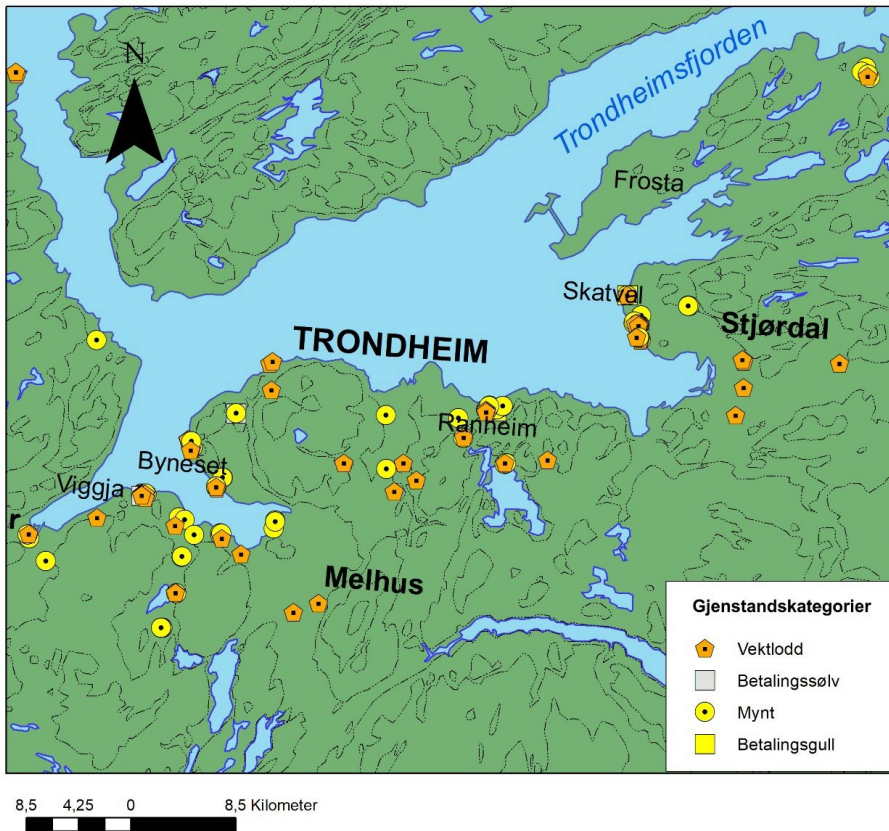 N
Trondheimsfjorden
Frosta
Skatval
Stjørdal
TRONDHEIM
Ranheim
Byneset
Viggja
r
Melhus
Gjenstandskategorier
Vektlodd
Betalingssølv
Mynt
Betalingsgull
8,5 4,25 0 8,5 Kilometer